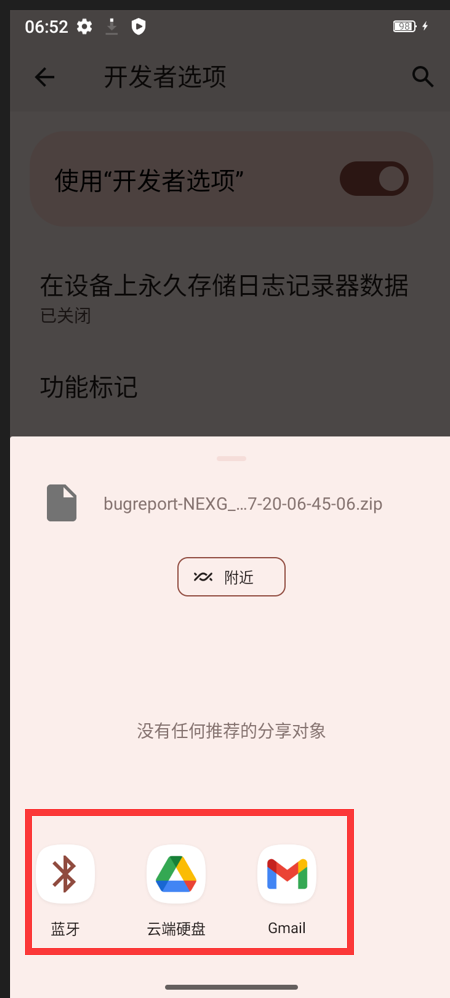 06:52
98
开发者选项
使用“开发者选项”
在设备上永久存储日志记录器数据
已关闭
功能标记
bugreport-NEXG_…7-20-06-45-06.zip
附近
没有任何推荐的分享对象
蓝牙 云端硬盘 Gmail